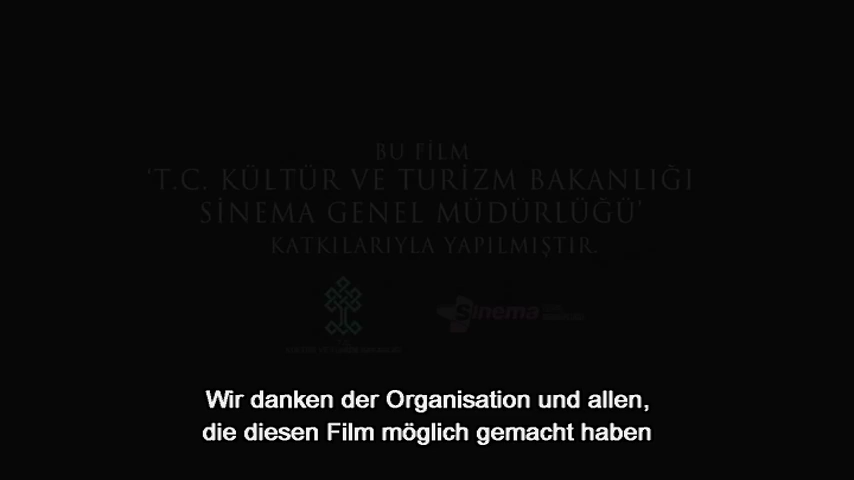 BU FİLM
'T.C. KÜLTÜR VE TURİZM BAKANLIĞI
SİNEMA GENEL MÜDÜRLÜĞÜ'
KATKILARIYLA YAPILMIŞTIR.
Sinema
T.C.
Wir danken der Organisation und allen,
die diesen Film möglich gemacht haben